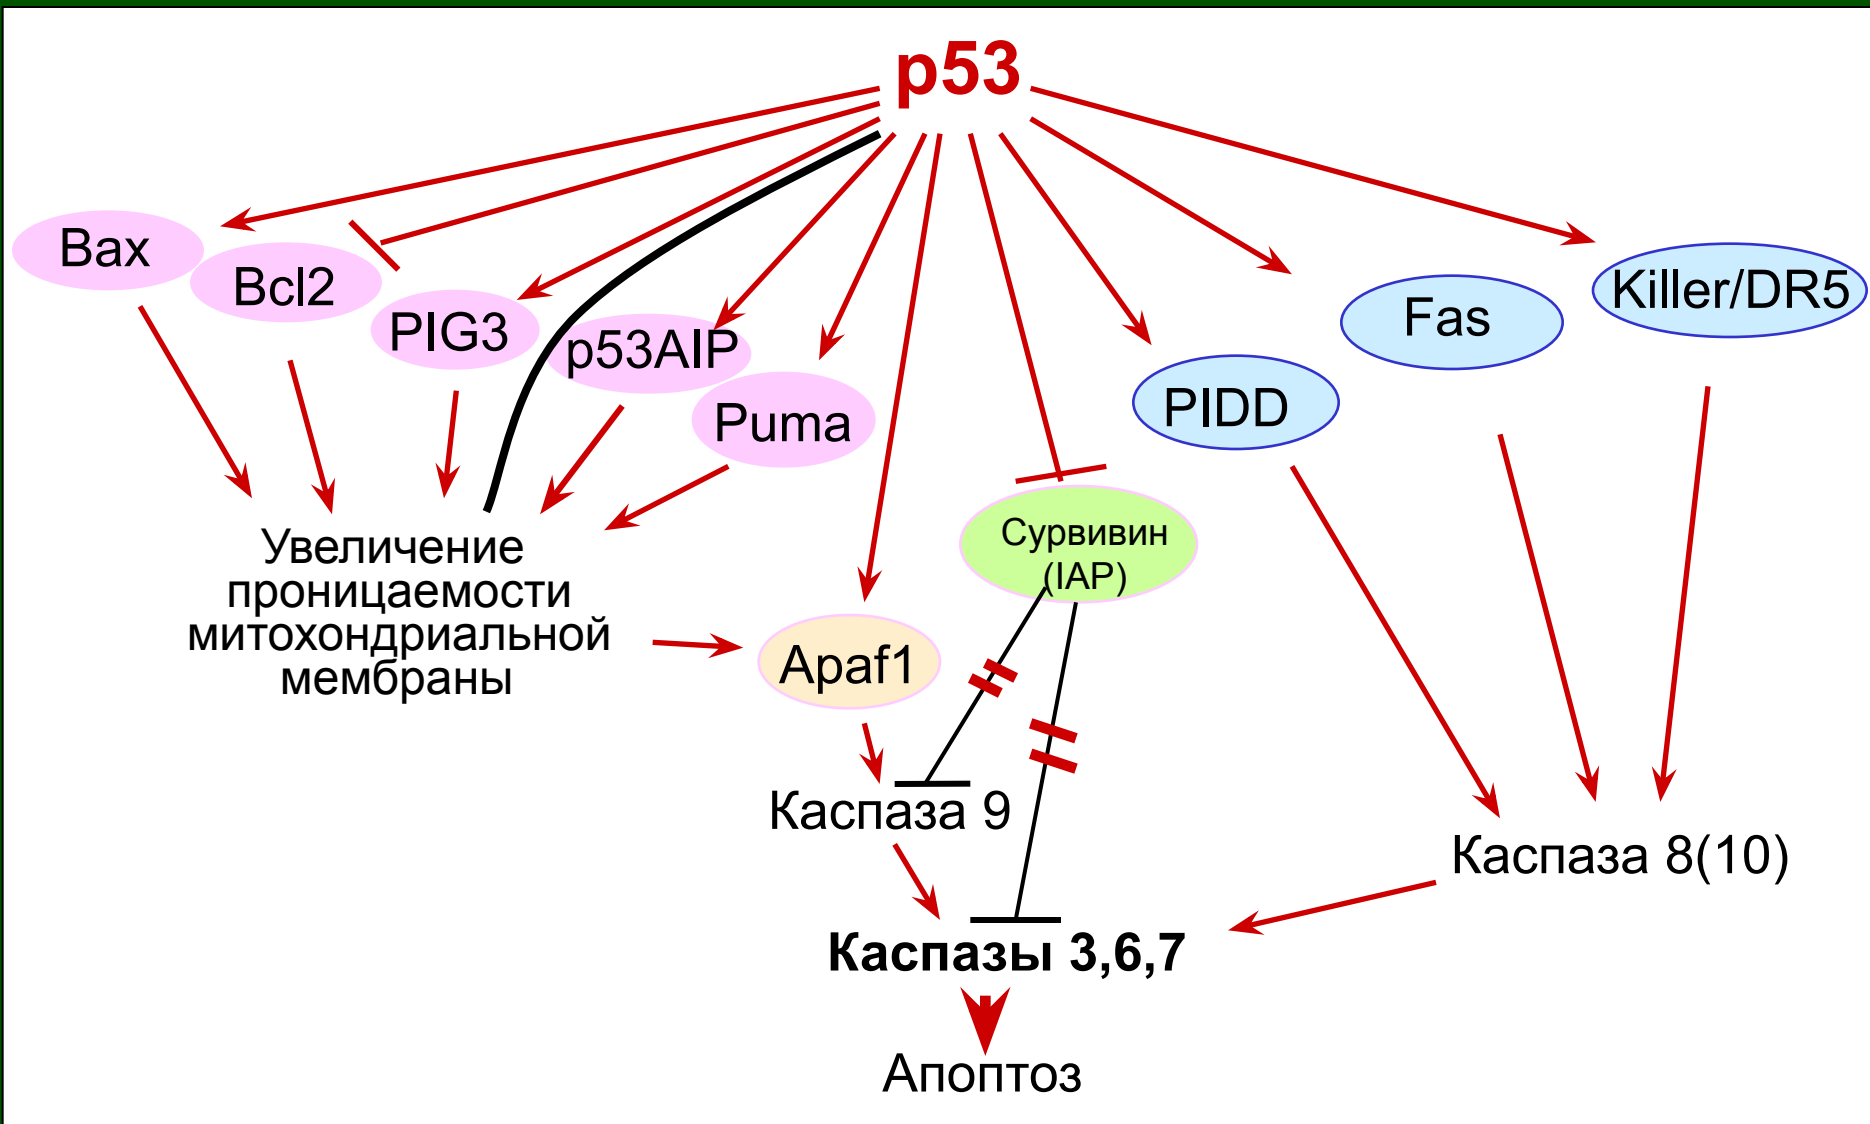 p53
Bax
Bcl2
PIG3
p53AIP
Puma
PIDD
Fas
Killer/DR5
Увеличение
проницаемости
митохондриальной
мембраны
Сурвивин
(IAP)
Apaf1
Каспаза 9
Каспаза 8(10)
Каспазы 3,6,7
Апоптоз